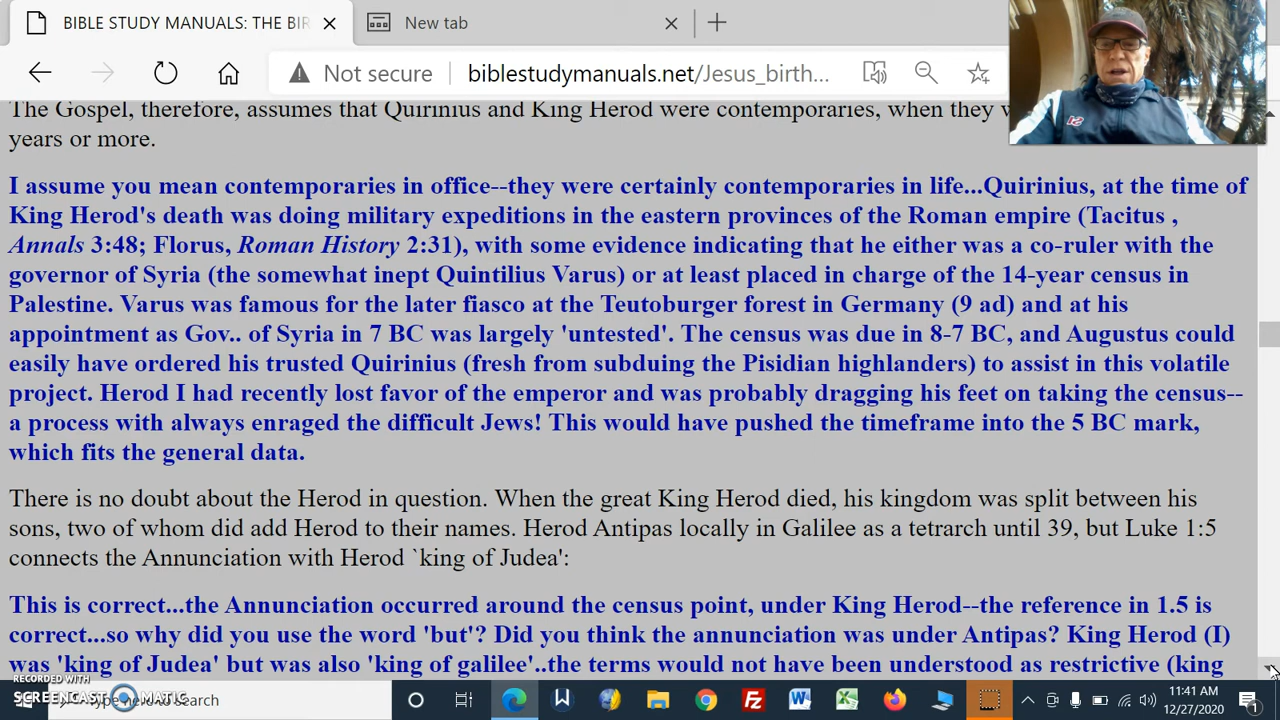 BIBLE STUDY MANUALS: THE BIR
New tab
Not secure
biblestudymanuals.net/Jesus_birth...
The Gospel, therefore, assumes that Quirinius and King Herod were contemporaries, when they
years or more.
I assume you mean contemporaries in office--they were certainly contemporaries in life...Quirinius, at the time of
King Herod's death was doing military expeditions in the eastern provinces of the Roman empire (Tacitus ,
Annals 3:48; Florus, Roman History 2:31), with some evidence indicating that he either was a co-ruler with the
governor of Syria (the somewhat inept Quintilius Varus) or at least placed in charge of the 14-year census in
Palestine. Varus was famous for the later fiasco at the Teutoburger forest in Germany (9 ad) and at his
appointment as Gov.. of Syria in 7 BC was largely 'untested'. The census was due in 8-7 BC, and Augustus could
easily have ordered his trusted Quirinius (fresh from subduing the Pisidian highlanders) to assist in this volatile
project. Herod I had recently lost favor of the emperor and was probably dragging his feet on taking the census--
a process with always enraged the difficult Jews! This would have pushed the timeframe into the 5 BC mark,
which fits the general data.
There is no doubt about the Herod in question. When the great King Herod died, his kingdom was split between his
sons, two of whom did add Herod to their names. Herod Antipas locally in Galilee as a tetrarch until 39, but Luke 1:5
connects the Annunciation with Herod `king of Judea':
This is correct...the Annunciation occurred around the census point, under King Herod--the reference in 1.5 is
correct...so why did you use the word 'but'? Did you think the annunciation was under Antipas? King Herod (I)
was 'king of Judea' but was also 'king of galilee'..the terms would not have been understood as restrictive (king
RECORDED WITH
SCREENCAST MATIC
Type here to search
11:41 AM
12/27/2020
1
12